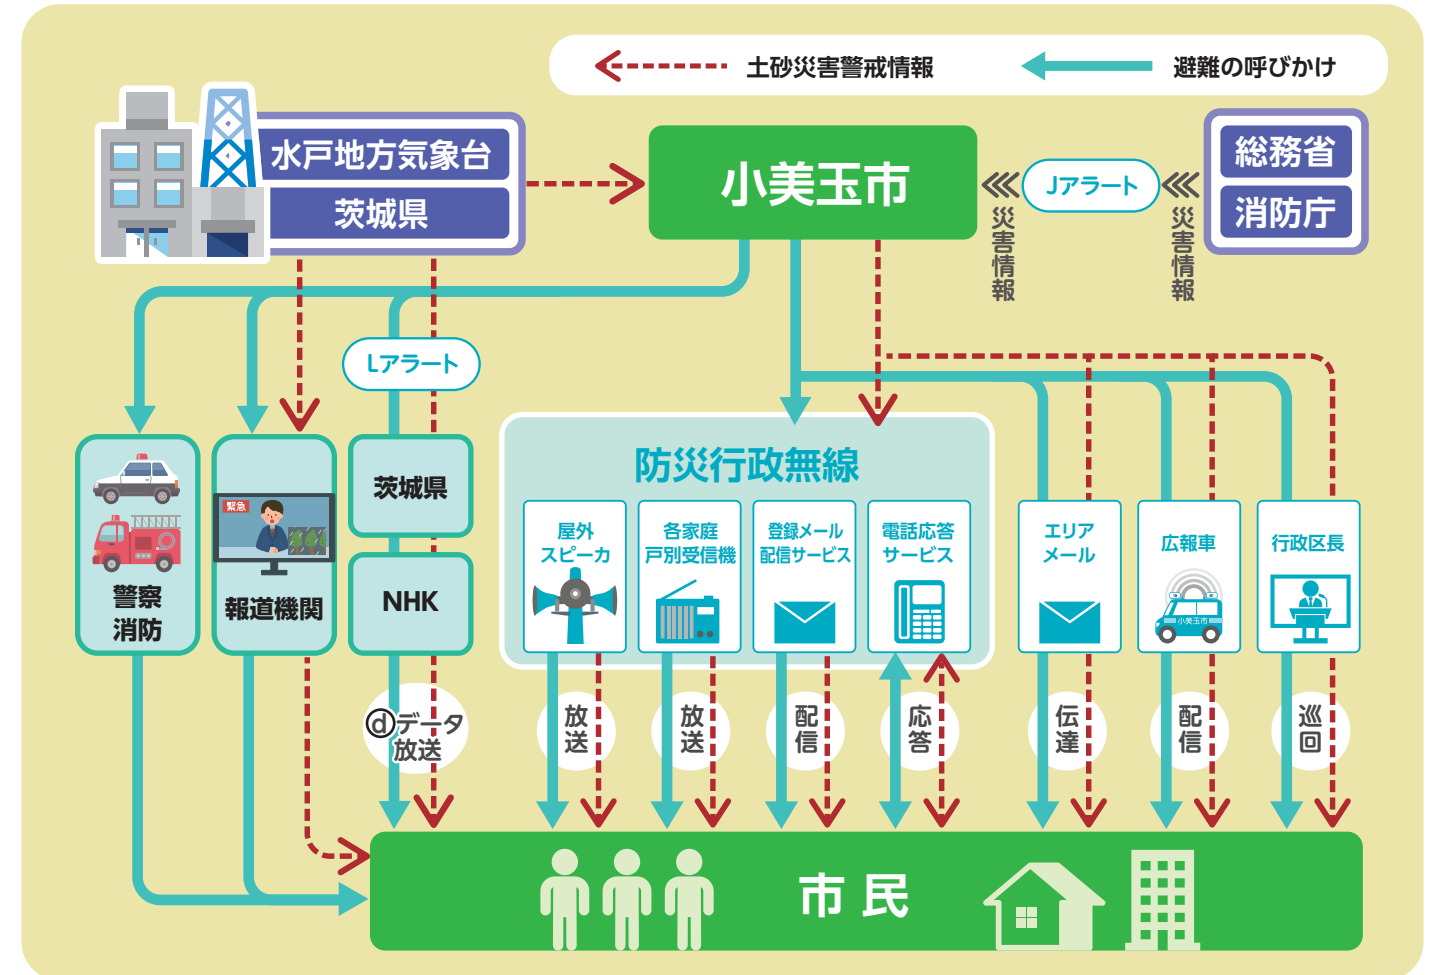 土砂災害警戒情報
避難の呼びかけ
水戸地方気象台
茨城県
小美玉市
Jアラート
災害情報
災害情報
総務省
消防庁
Lアラート
警察
消防
緊急
報道機関
茨城県
NHK
防災行政無線
屋外
スピーカ
各家庭
戸別受信機
登録メール
配信サービス
電話応答
サービス
エリア
メール
広報車
小美玉市
行政区長
dデータ
放送
放送
放送
配信
応答
伝達
配信
巡回
市民